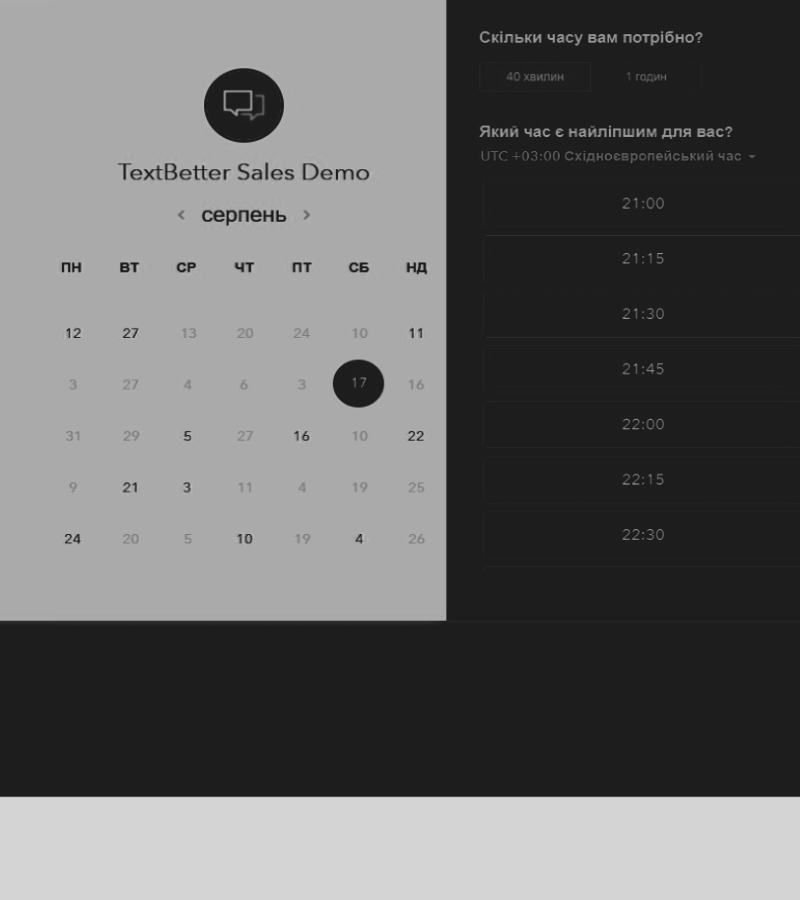 TextBetter Sales Demo
‹ серпень ›
ПН ВТ СР ЧТ ПТ СБ НД
12 27 13 20 24 10 11
3 27 4 6 3 17 16
31 29 5 27 16 10 22
9 21 3 11 4 19 25
24 20 5 10 19 4 26
Скільки часу вам потрібно?
40 хвилин 1 годин
Який час є найліпшим для вас?
UTC +03:00 Східноєвропейський час
21:00
21:15
21:30
21:45
22:00
22:15
22:30